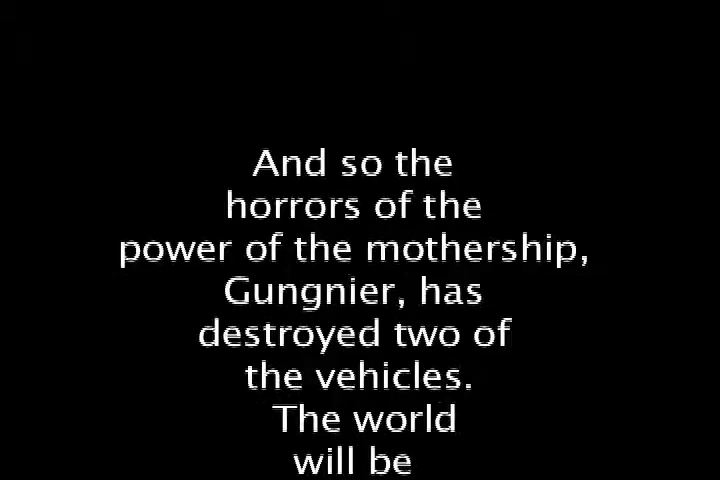 And so the
horrors of the
power of the mothership,
Gungnier, has
destroyed two of
the vehicles.
The world
will be